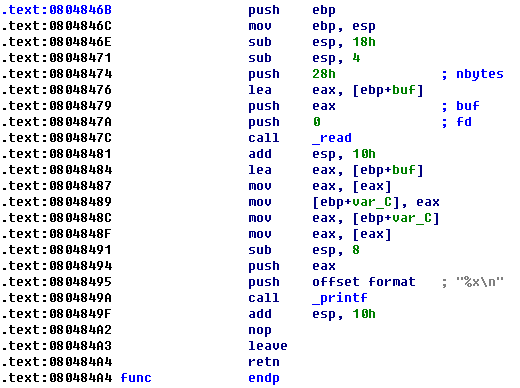 .text:0804846B push ebp
.text:0804846C mov ebp, esp
.text:0804846E sub esp, 18h
.text:08048471 sub esp, 4
.text:08048474 push 20h ; nbytes
.text:08048476 lea eax, [ebp+buf]
.text:08048479 push eax ; buf
.text:0804847A push 0 ; fd
.text:0804847C call _read
.text:08048481 add esp, 10h
.text:08048484 lea eax, [ebp+buf]
.text:08048487 mov eax, [eax]
.text:08048489 mov [ebp+var_C], eax
.text:0804848C mov eax, [ebp+var_C]
.text:0804848F mov eax, [eax]
.text:08048491 sub esp, 8
.text:08048494 push eax
.text:08048495 push offset format ; "%x\n"
.text:0804849A call _printf
.text:0804849F add esp, 10h
.text:080484A2 nop
.text:080484A3 leave
.text:080484A4 retn
.text:080484A4 func endp